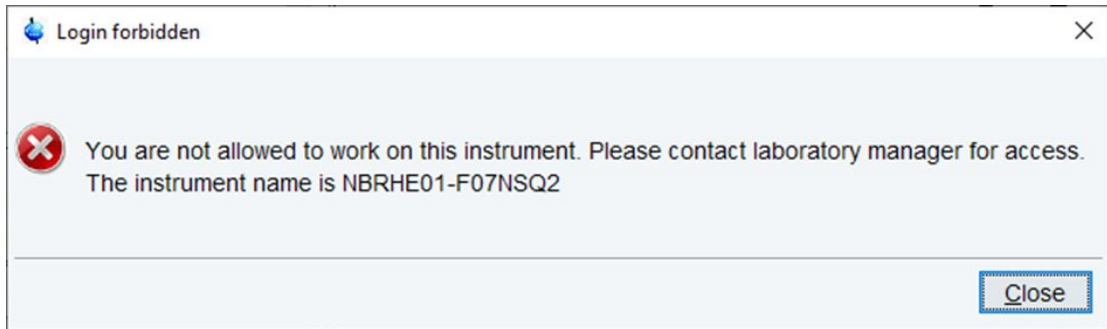 Login forbidden
You are not allowed to work on this instrument. Please contact laboratory manager for access.
The instrument name is NBRHE01-F07NSQ2
Close